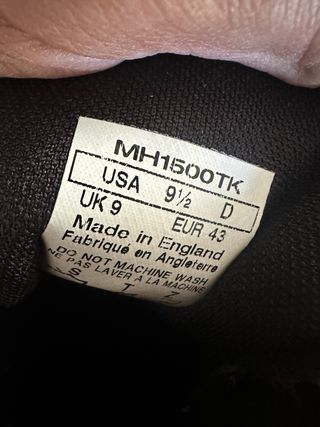 MH1500TK
USA 9½ D
UK 9 EUR 43
Made in England
Fabriqué en Angleterre
DO NOT MACHINE WASH
NE PAS LAVER A LA MACHINE
S T Z